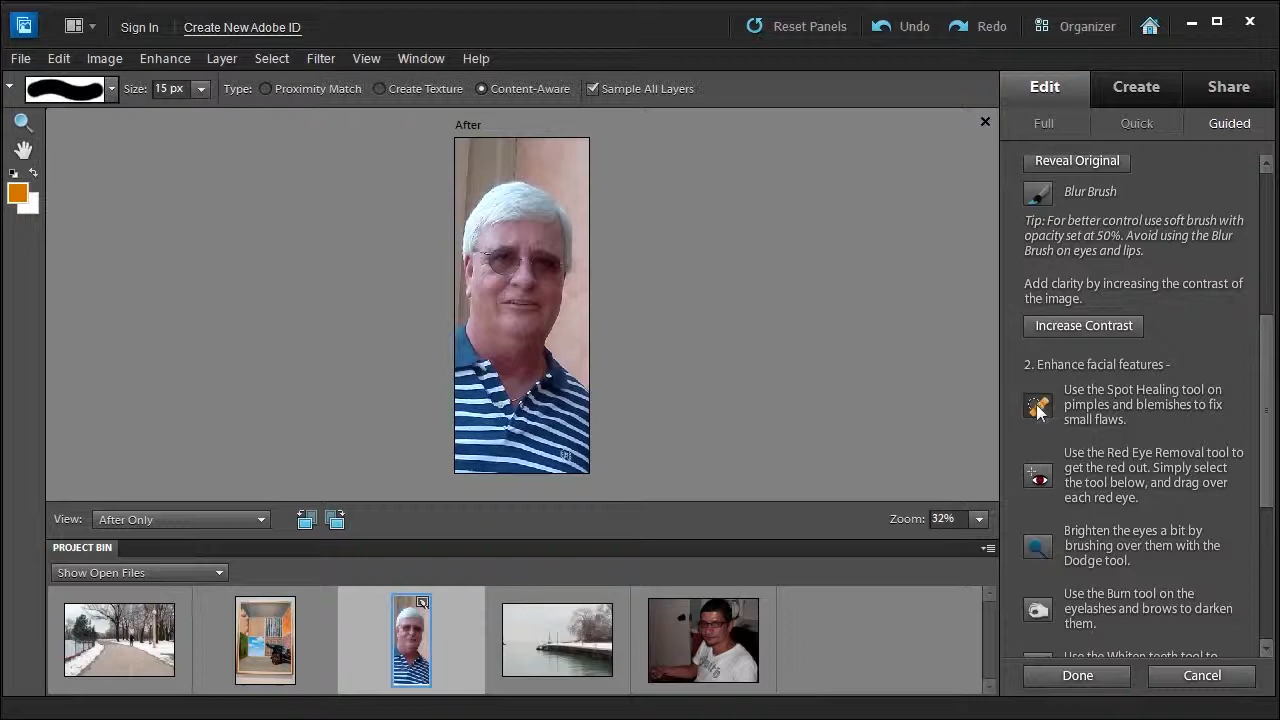 Sign In
Create New Adobe ID
Reset Panels
Undo
Redo
Organizer
File Edit Image Enhance Layer Select Filter View Window Help
Size: 15 px Type: Proximity Match Create Texture Content-Aware Sample All Layers
Edit Create Share
Full Quick Guided
After
Reveal Original
Blur Brush
Tip: For better control use soft brush with
opacity set at 50%. Avoid using the Blur
Brush on eyes and lips.
Add clarity by increasing the contrast of
the image.
Increase Contrast
2. Enhance facial features -
Use the Spot Healing tool on
pimples and blemishes to fix
small flaws.
Use the Red Eye Removal tool to
get the red out. Simply select
the tool below, and drag over
each red eye.
Brighten the eyes a bit by
brushing over them with the
Dodge tool.
Use the Burn tool on the
eyelashes and brows to darken
them.
Use the Whiten teeth tool to
Done Cancel
View: After Only
Zoom: 32%
PROJECT BIN
Show Open Files